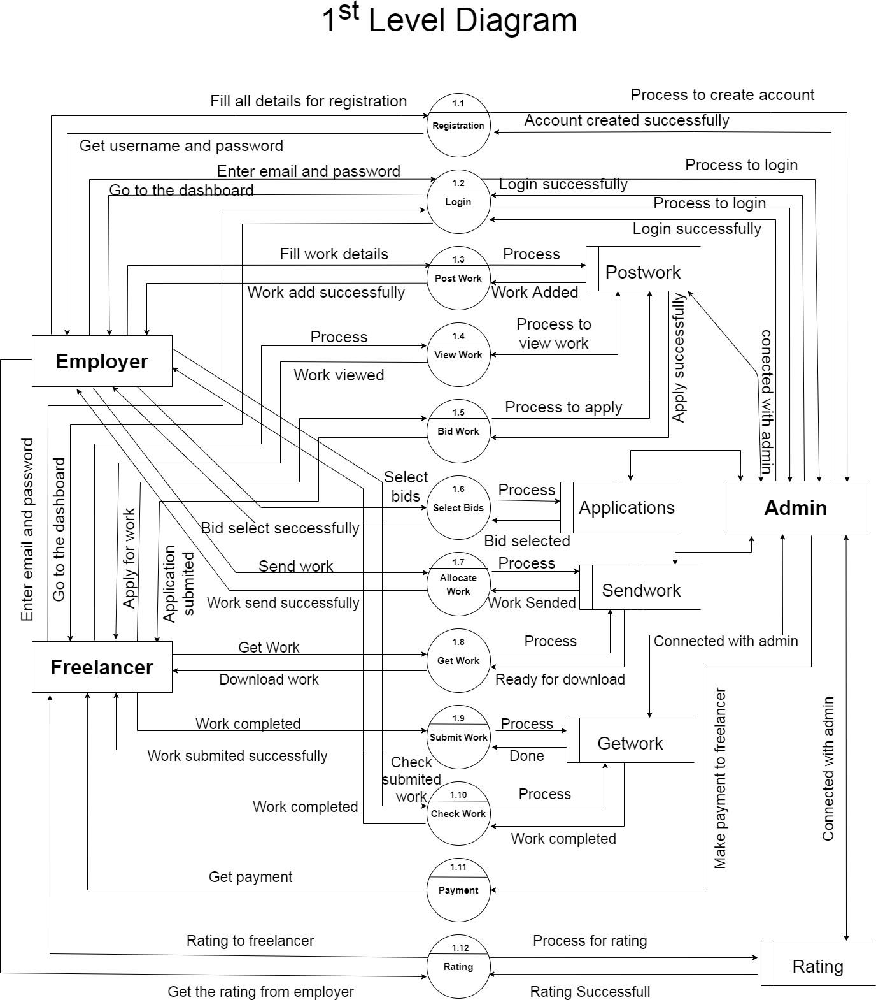 1st Level Diagram
Process to create account
Fill all details for registration
1.1
Registration
Account created successfully
Get username and password
Process to login
Enter email and password
1.2
Login successfully
Go to the dashboard
Login
Process to login
Login successfully
Fill work details
1.3
Process
Post Work
Postwork
Work add successfully
Work Added
Process
1.4
Process to
view work
View Work
Work viewed
Apply successfully
conected with admin
Employer
1.5
Process to apply
Bid Work
Select
bids
1.6
Process
Select Bids
Applications
Admin
Bid select seccessfully
Bid selected
Enter email and password
Go to the dashboard
Apply for work
Application
submited
Send work
1.7
Process
Allocate
Work
Sendwork
Work send successfully
Work Sended
Get Work
1.8
Process
Connected with admin
Freelancer
Get Work
Download work
Ready for download
Work completed
1.9
Process
Submit Work
Getwork
Work submited successfully
Done
Check
submited
work
1.10
Process
Check Work
Work completed
Work completed
Make payment to freelancer
Connected with admin
1.11
Get payment
Payment
Rating to freelancer
1.12
Process for rating
Rating
Rating
Get the rating from employer
Rating Successfull